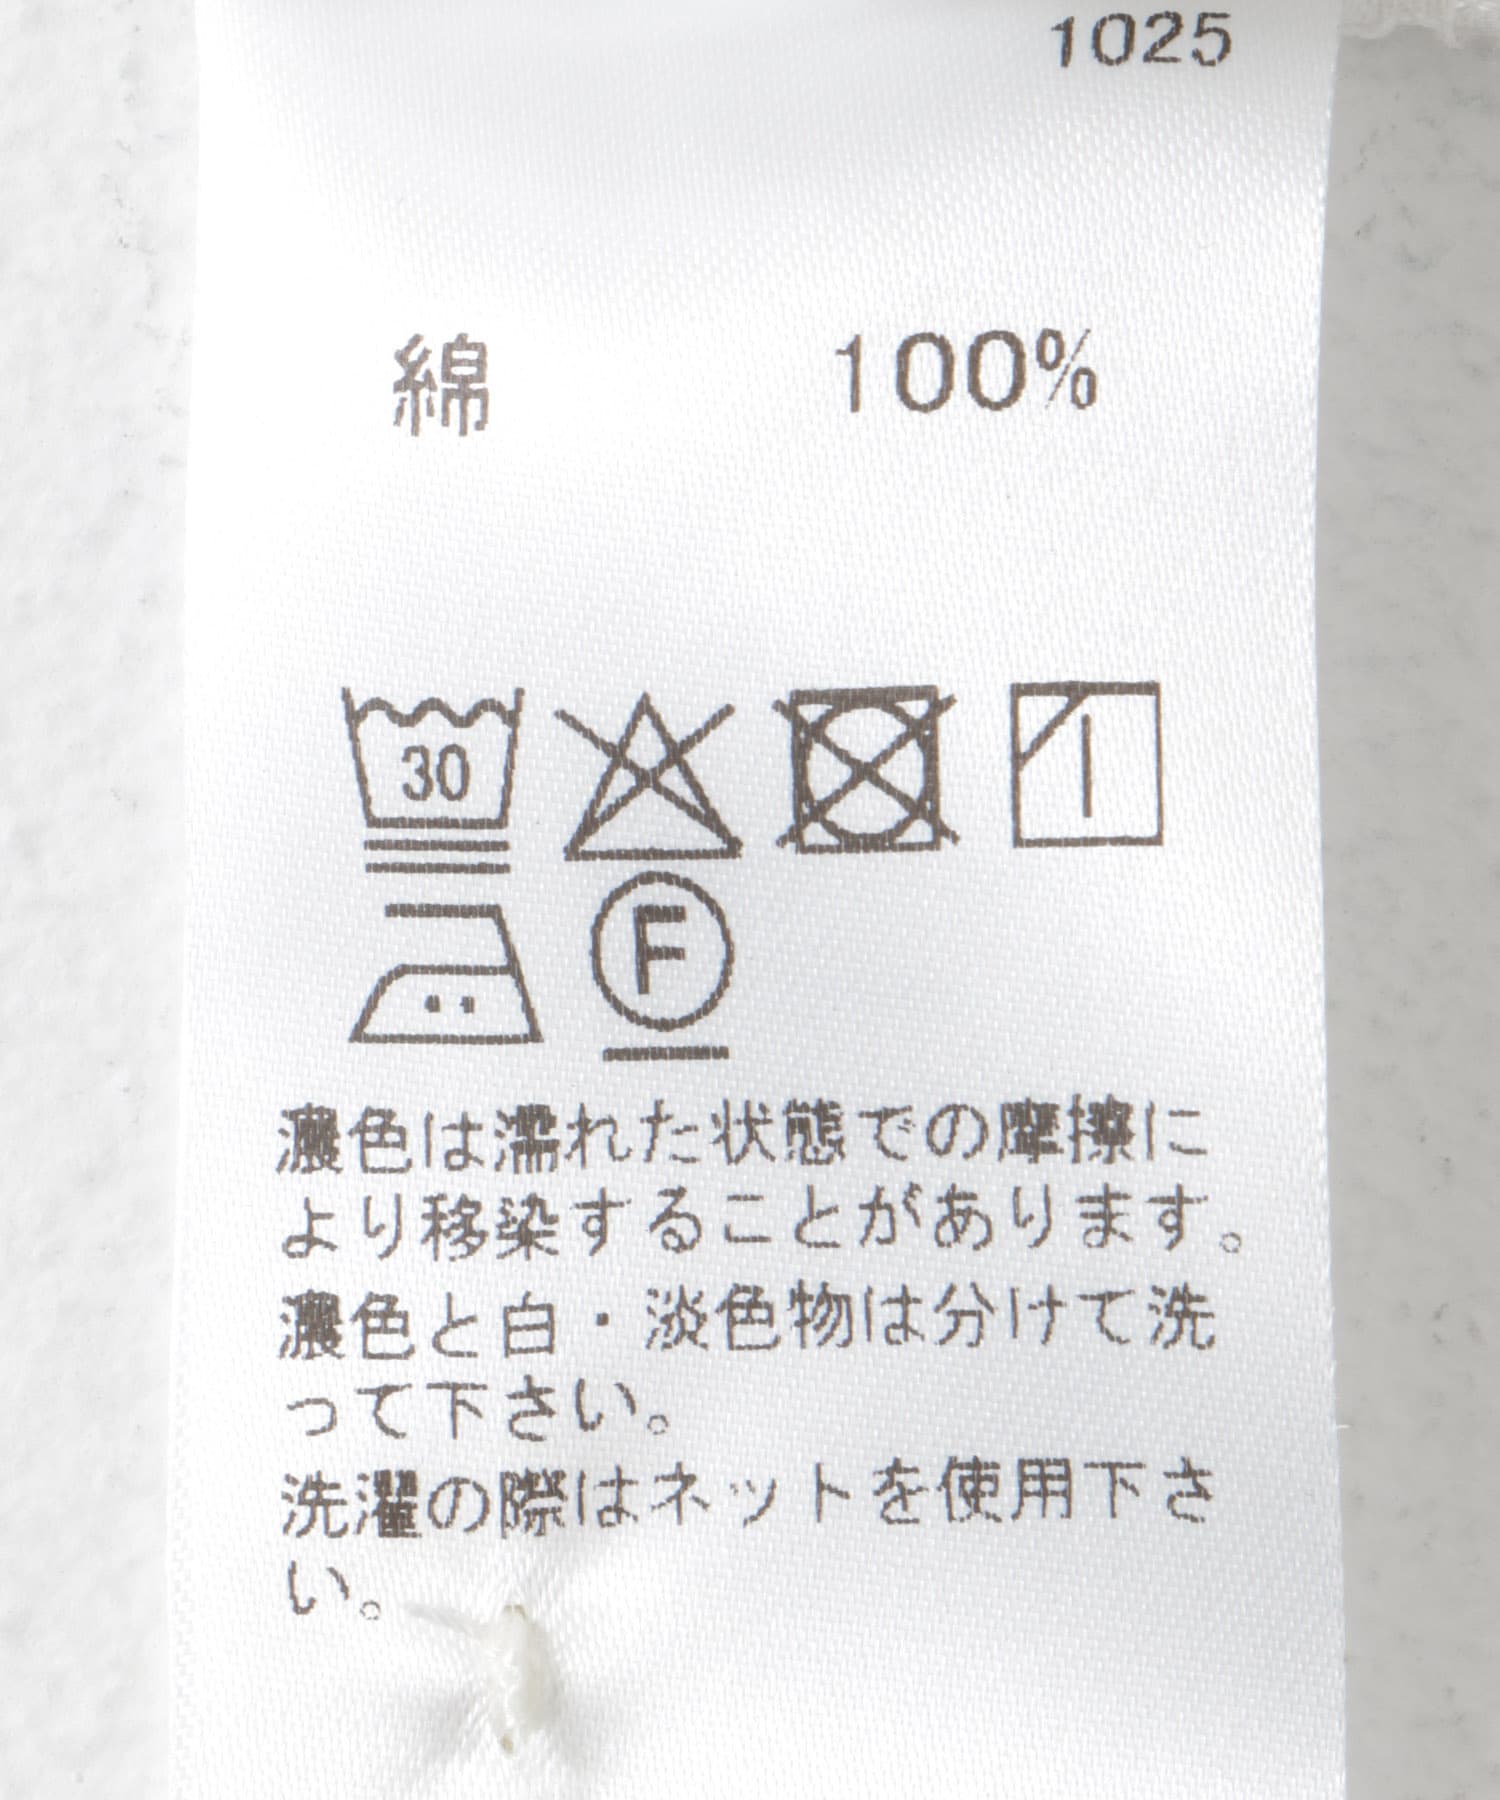 1025
綿 100%
30
F
濃色は濡れた状態での摩擦に
より移染することがあります。
濃色と白・淡色物は分けて洗
って下さい。
洗濯の際はネットを使用下さ
い。